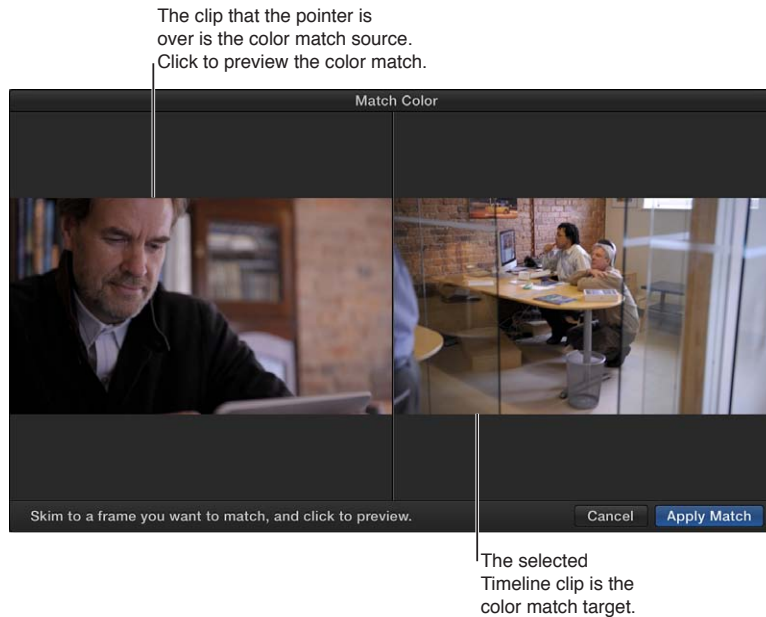 The clip that the pointer is
over is the color match source.
Click to preview the color match.
Match Color
Skim to a frame you want to match, and click to preview.
Cancel
Apply Match
The selected
Timeline clip is the
color match target.